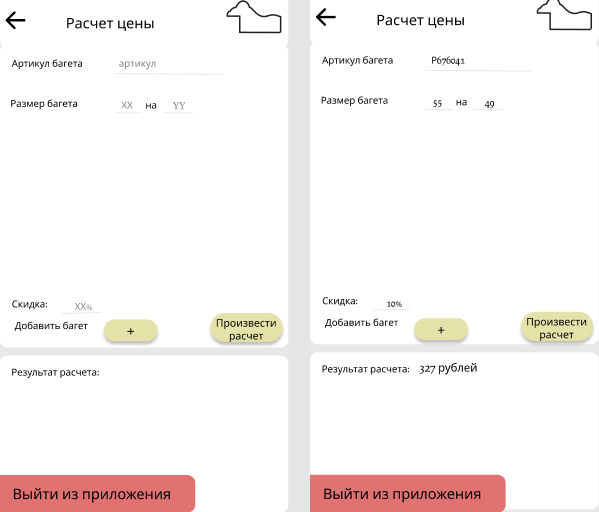 Расчет цены
Артикул багета артикул
Размер багета XX на YY
Скидка: XX%
Добавить багет + Произвести
расчет
Результат расчета:
Выйти из приложения
Расчет цены
Артикул багета Р676041
Размер багета 55 на 49
Скидка: 10%
Добавить багет + Произвести
расчет
Результат расчета: 327 рублей
Выйти из приложения